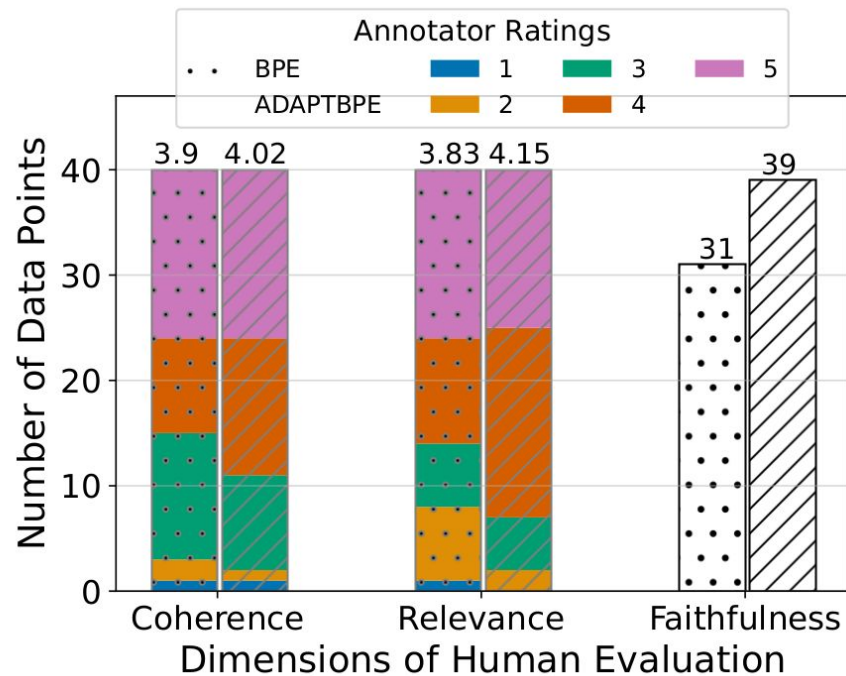 Annotator Ratings
BPE 1 3 5
ADAPTBPE 2 4
3.9 4.02 3.83 4.15 39
31
40
30
20
10
0
Number of Data Points
Coherence Relevance Faithfulness
Dimensions of Human Evaluation